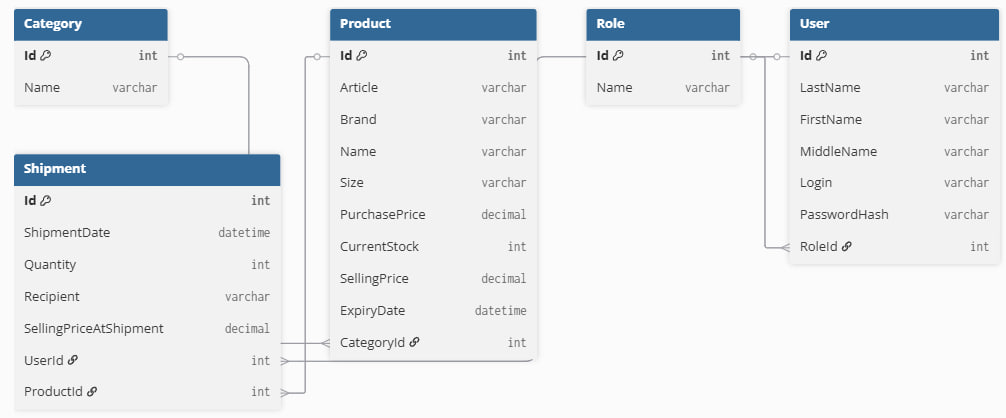 Category
Id int
Name varchar
Product
Id int
Article varchar
Brand varchar
Name varchar
Size varchar
PurchasePrice decimal
CurrentStock int
SellingPrice decimal
ExpiryDate datetime
CategoryId int
Role
Id int
Name varchar
User
Id int
LastName varchar
FirstName varchar
MiddleName varchar
Login varchar
PasswordHash varchar
RoleId int
Shipment
Id int
ShipmentDate datetime
Quantity int
Recipient varchar
SellingPriceAtShipment decimal
UserId int
ProductId int